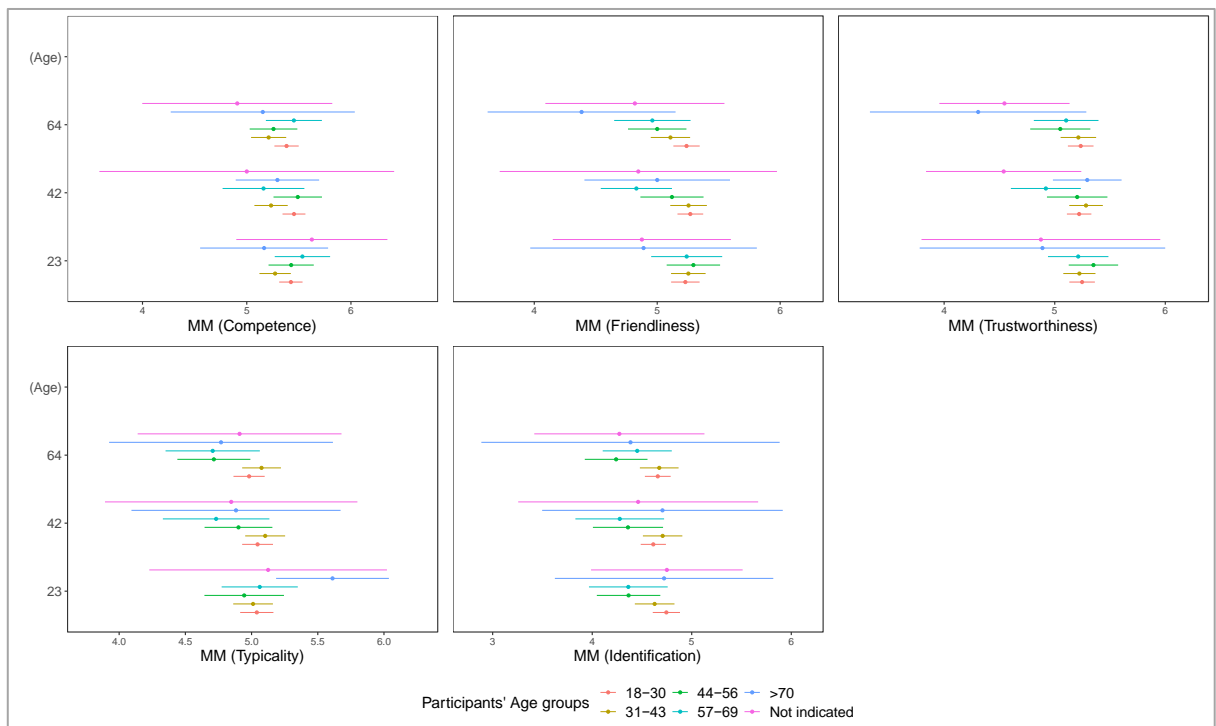 (Age)
64
42
23
4 5 6
MM (Competence)
4 5 6
MM (Friendliness)
4 5 6
MM (Trustworthiness)
(Age)
64
42
23
4.0 4.5 5.0 5.5 6.0
MM (Typicality)
3 4 5 6
MM (Identification)
Participants' Age groups
18−30 44−56 >70
31−43 57−69 Not indicated